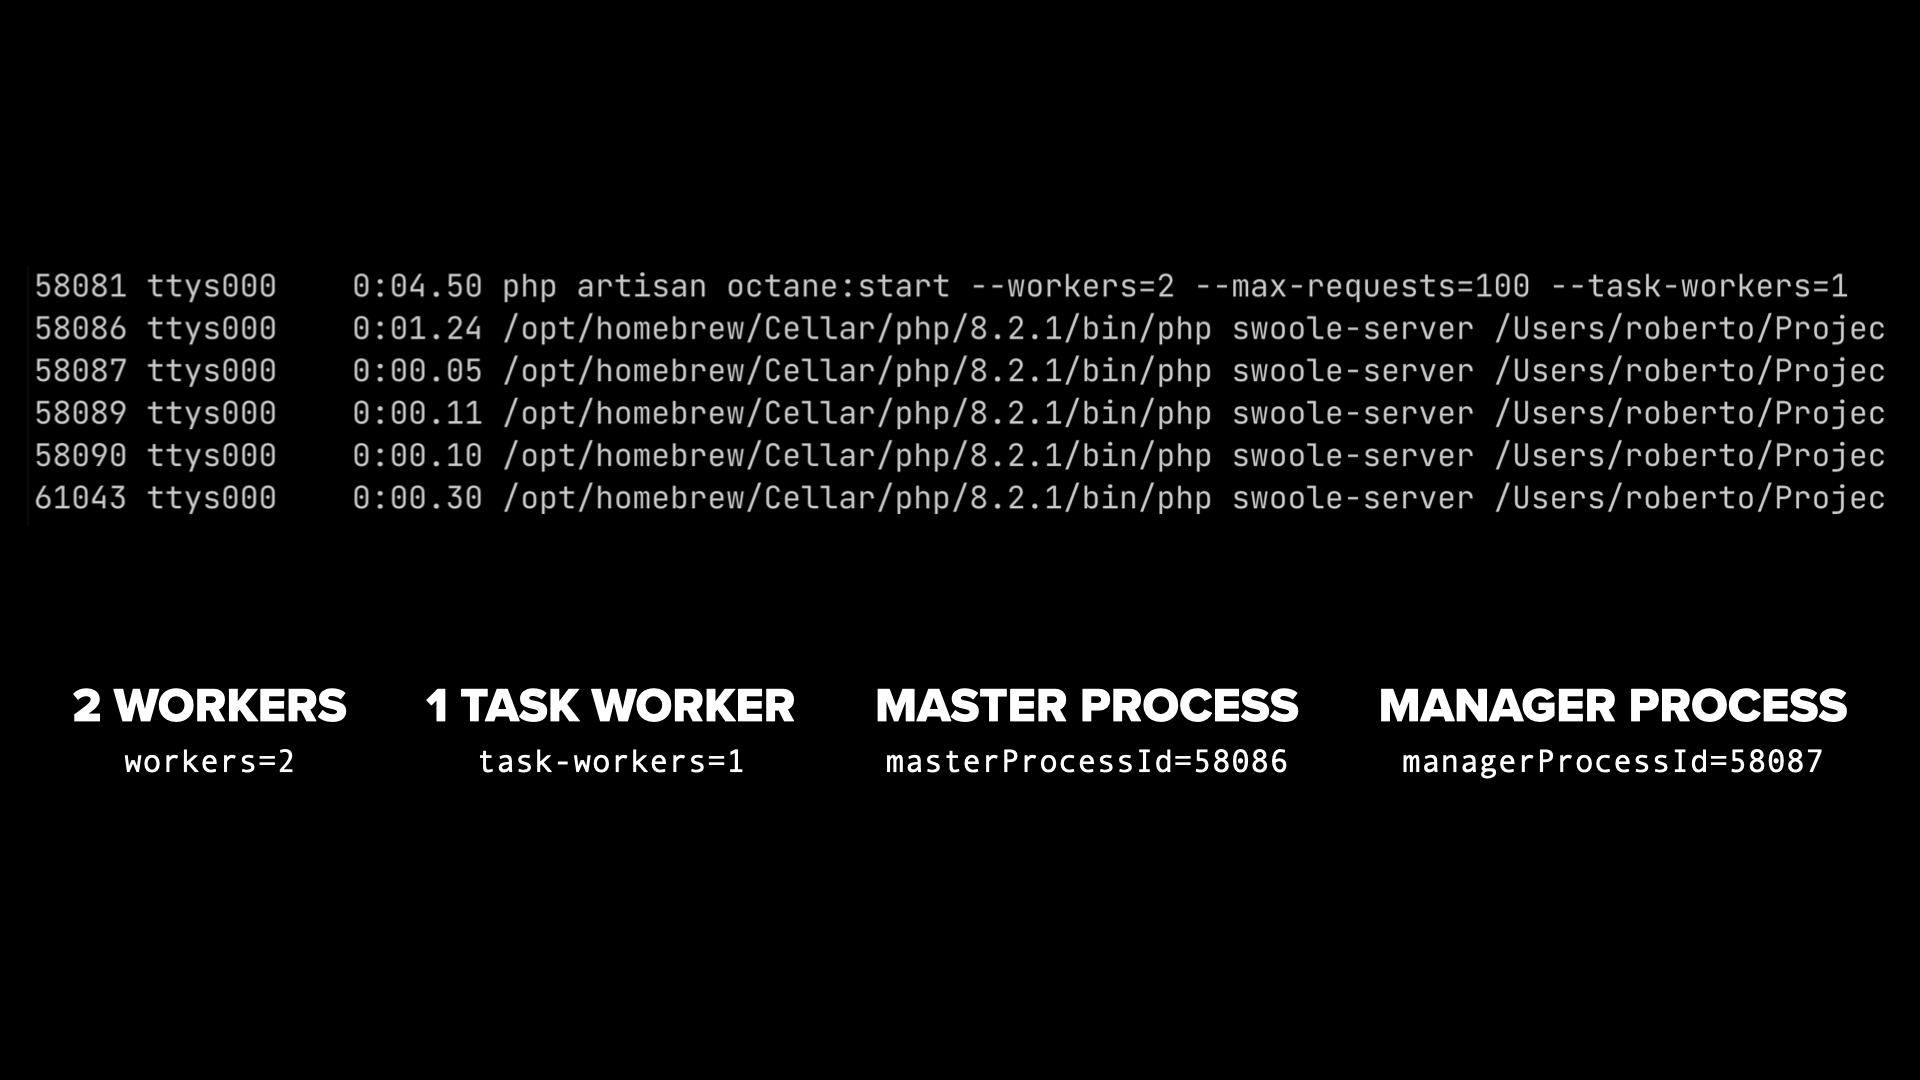 58081 ttys000    0:04.50 php artisan octane:start --workers=2 --max-requests=100 --task-workers=1
58086 ttys000    0:01.24 /opt/homebrew/Cellar/php/8.2.1/bin/php swoole-server /Users/roberto/Projec
58087 ttys000    0:00.05 /opt/homebrew/Cellar/php/8.2.1/bin/php swoole-server /Users/roberto/Projec
58089 ttys000    0:00.11 /opt/homebrew/Cellar/php/8.2.1/bin/php swoole-server /Users/roberto/Projec
58090 ttys000    0:00.10 /opt/homebrew/Cellar/php/8.2.1/bin/php swoole-server /Users/roberto/Projec
61043 ttys000    0:00.30 /opt/homebrew/Cellar/php/8.2.1/bin/php swoole-server /Users/roberto/Projec
2 WORKERS
workers=2
1 TASK WORKER
task-workers=1
MASTER PROCESS
masterProcessId=58086
MANAGER PROCESS
managerProcessId=58087